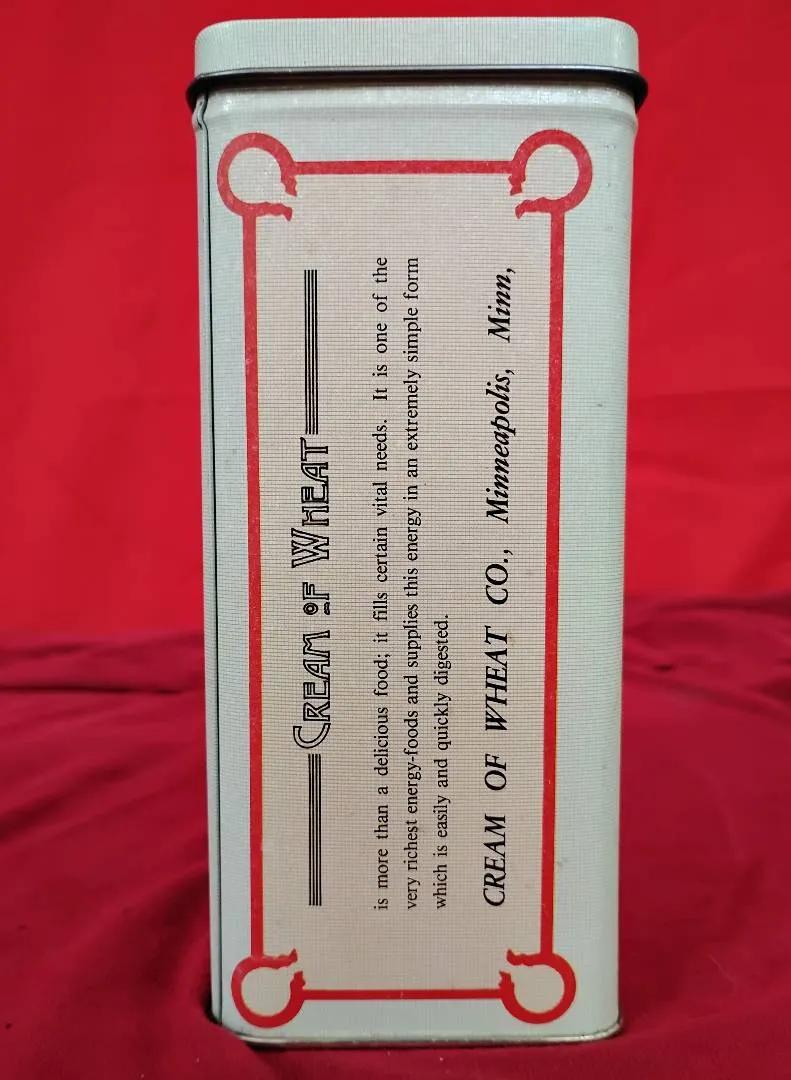 CREAM OF WHEAT
is more than a delicious food; it fills certain vital needs. It is one of the
very richest energy-foods and supplies this energy in an extremely simple form
which is easily and quickly digested.
CREAM OF WHEAT CO., Minneapolis, Minn,